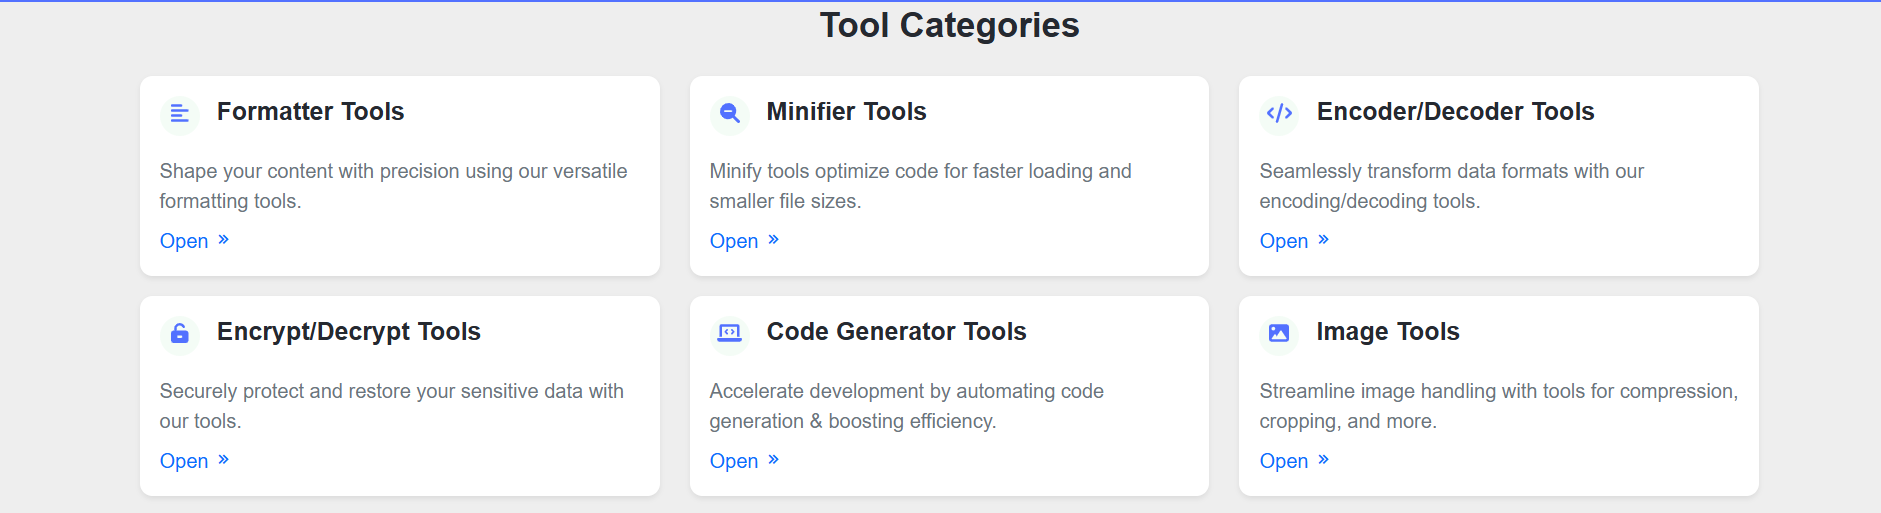 Tool Categories
Formatter Tools
Shape your content with precision using our versatile
formatting tools.
Open »
Minifier Tools
Minify tools optimize code for faster loading and
smaller file sizes.
Open »
Encoder/Decoder Tools
Seamlessly transform data formats with our
encoding/decoding tools.
Open »
Encrypt/Decrypt Tools
Securely protect and restore your sensitive data with
our tools.
Open »
Code Generator Tools
Accelerate development by automating code
generation & boosting efficiency.
Open »
Image Tools
Streamline image handling with tools for compression,
cropping, and more.
Open »